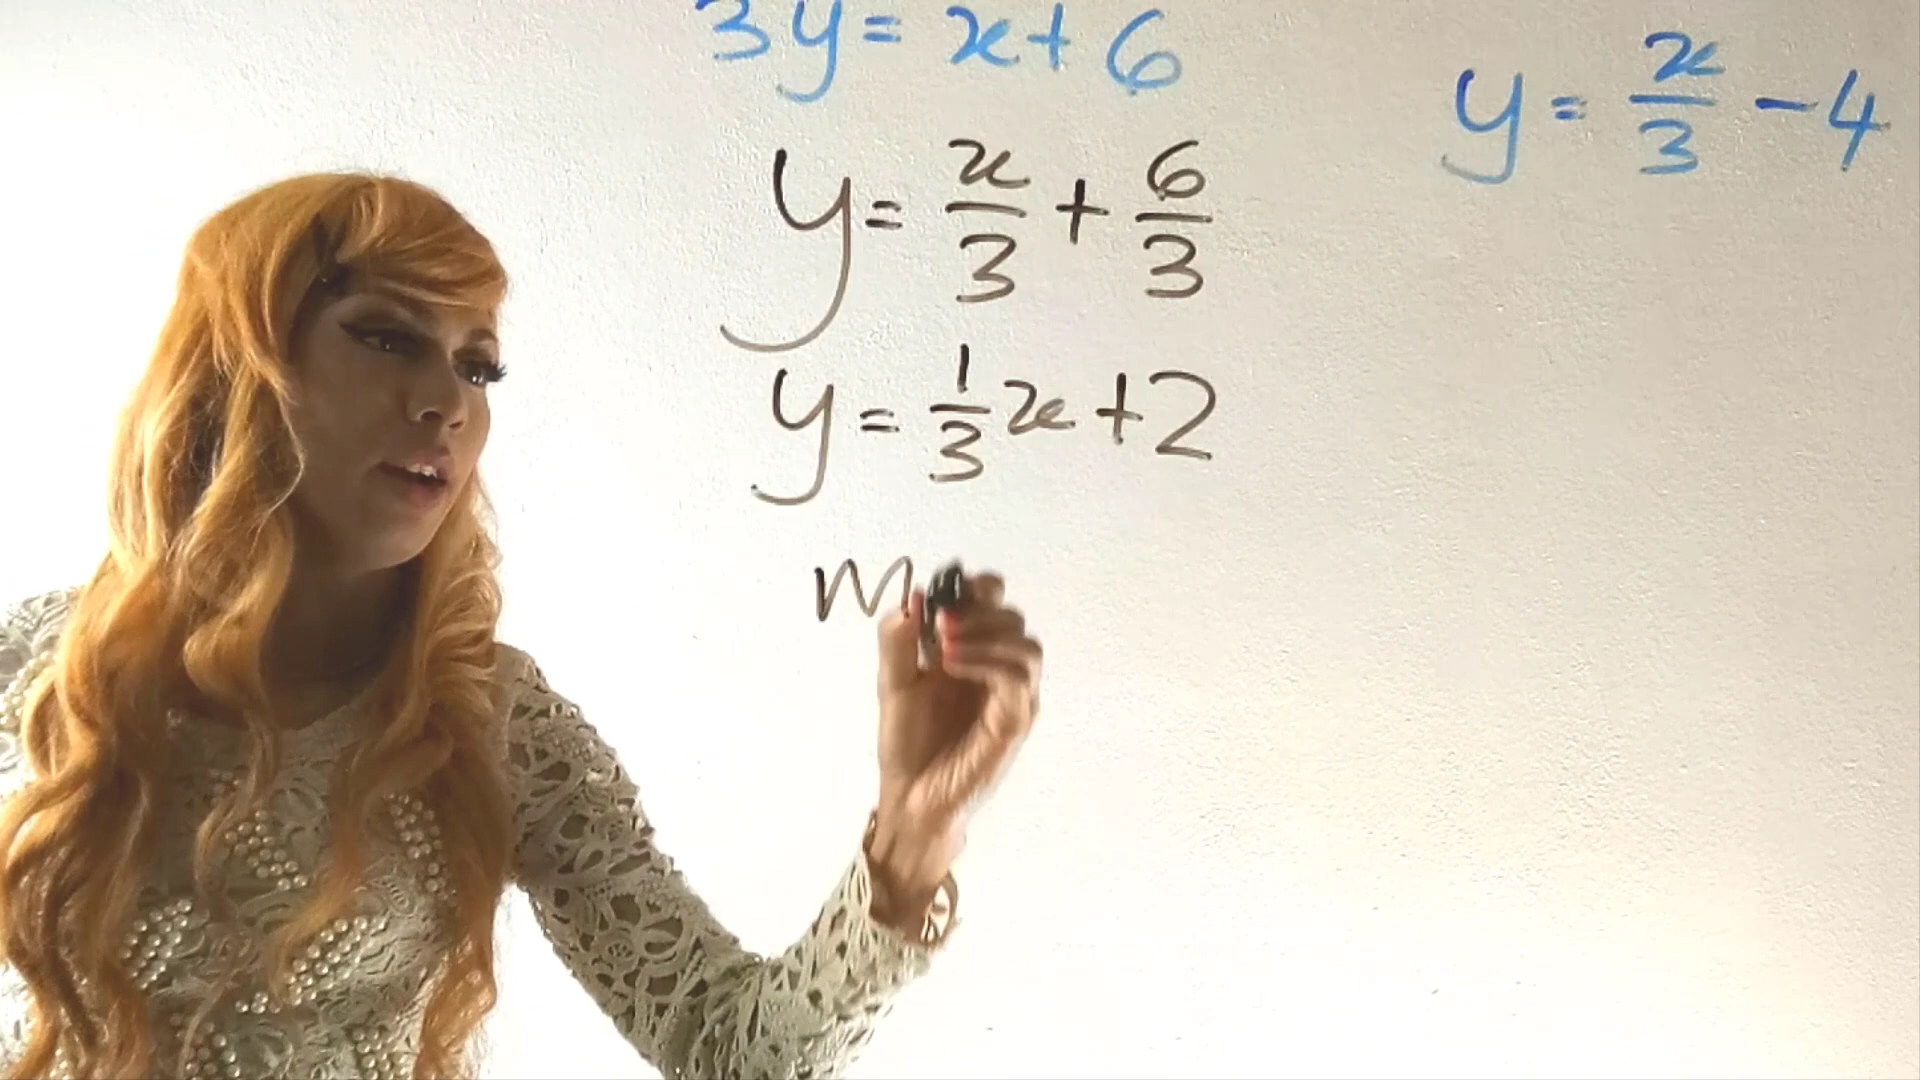 3y = x + 6
y = x/3 + 6/3
y = 1/3 x + 2
m
y = x/3 - 4